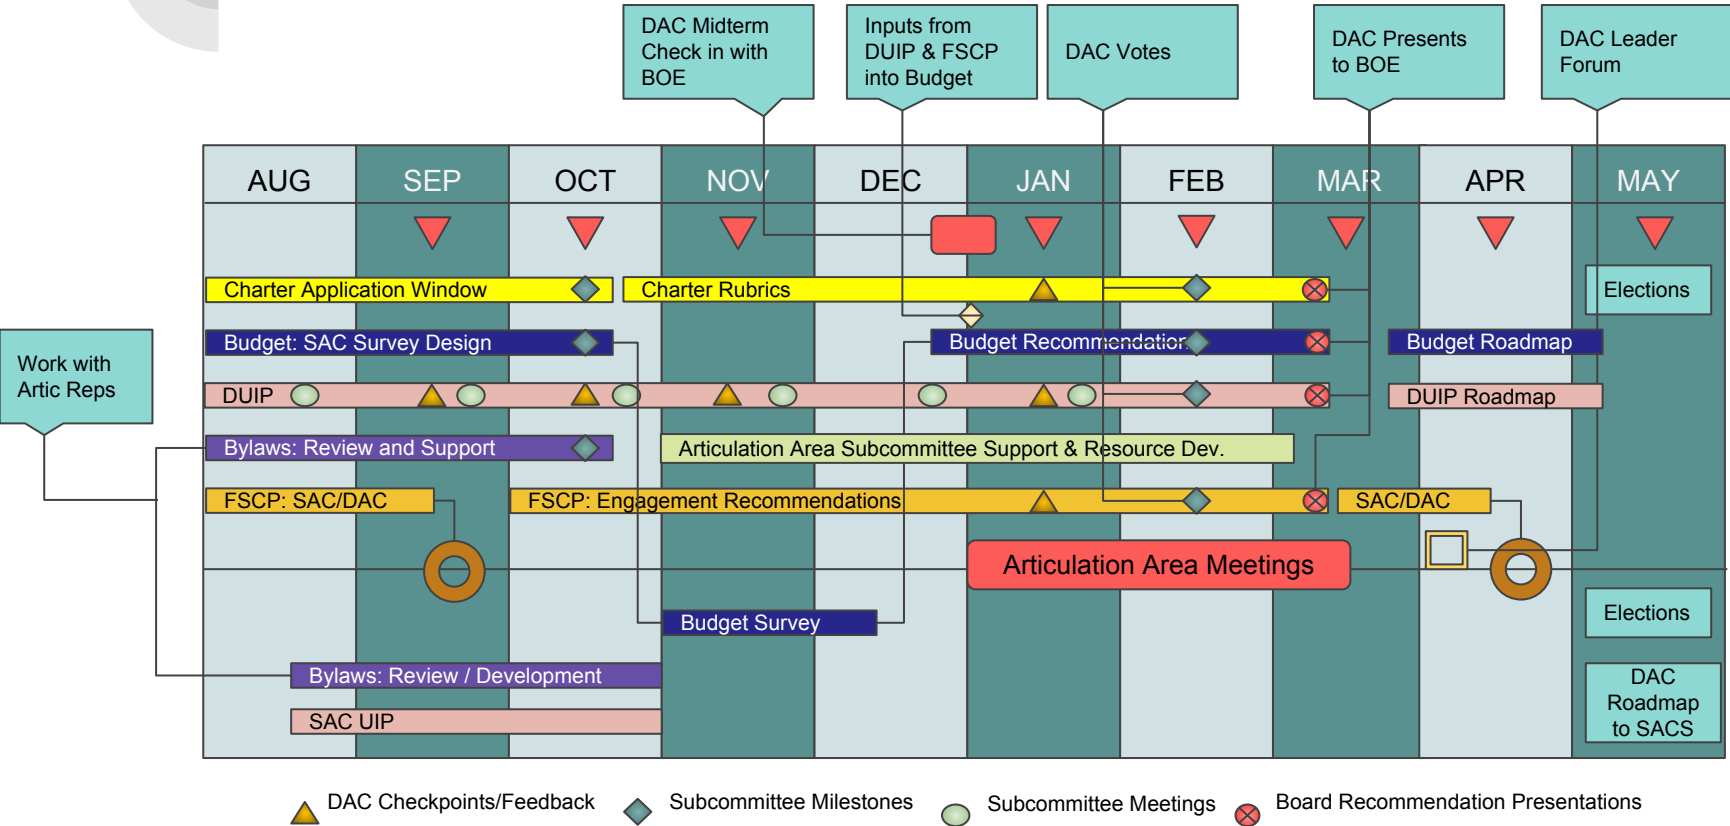 DAC Midterm
Check in with
BOE
Inputs from
DUIP & FSCP
into Budget
DAC Votes
DAC Presents
to BOE
DAC Leader
Forum
AUG
SEP
OCT
NOV
DEC
JAN
FEB
MAR
APR
MAY
Charter Application Window
Charter Rubrics
Elections
Budget: SAC Survey Design
Budget Recommendation
Budget Roadmap
Work with
Artic Reps
DUIP
DUIP Roadmap
Bylaws: Review and Support
Articulation Area Subcommittee Support & Resource Dev.
FSCP: SAC/DAC
FSCP: Engagement Recommendations
SAC/DAC
Articulation Area Meetings
Budget Survey
Elections
Bylaws: Review / Development
DAC
Roadmap
to SACS
SAC UIP
DAC Checkpoints/Feedback
Subcommittee Milestones
Subcommittee Meetings
Board Recommendation Presentations